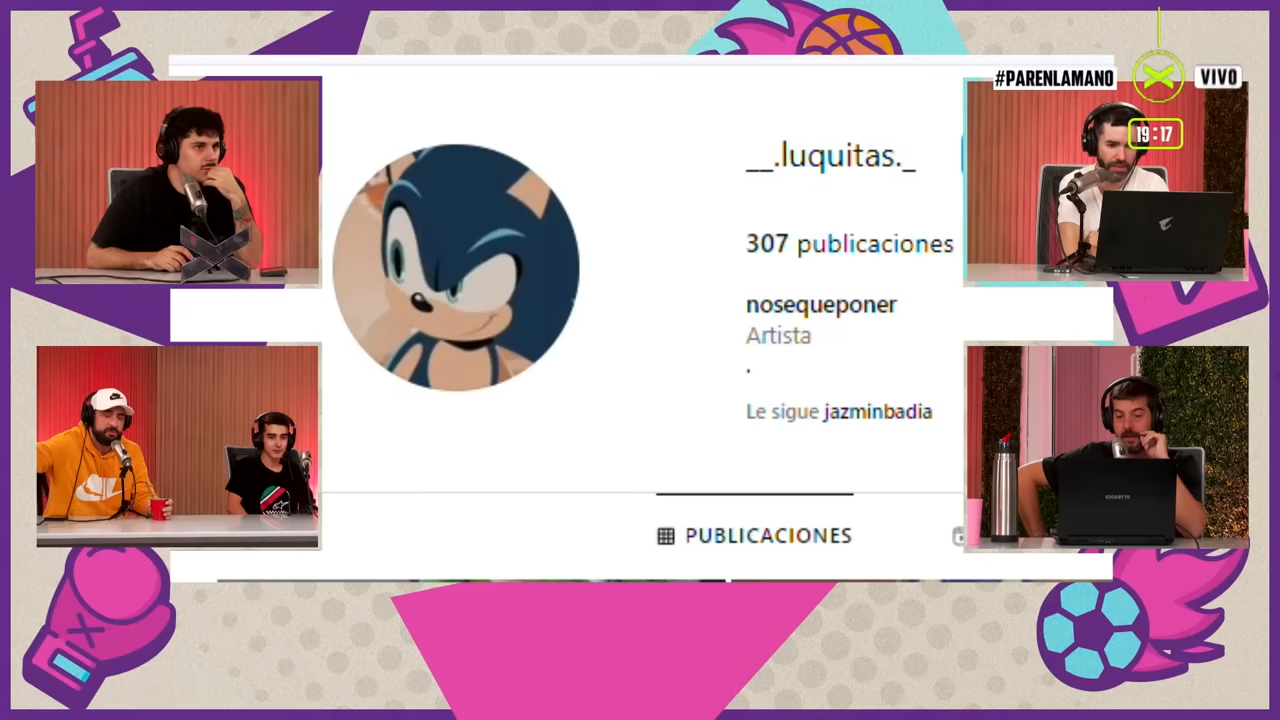 #PARENLAMANO
VIVO
19:17
__.luquitas._
307 publicaciones
nosequeponer
Artista
.
Le sigue jazminbadia
PUBLICACIONES
GIGABYTE